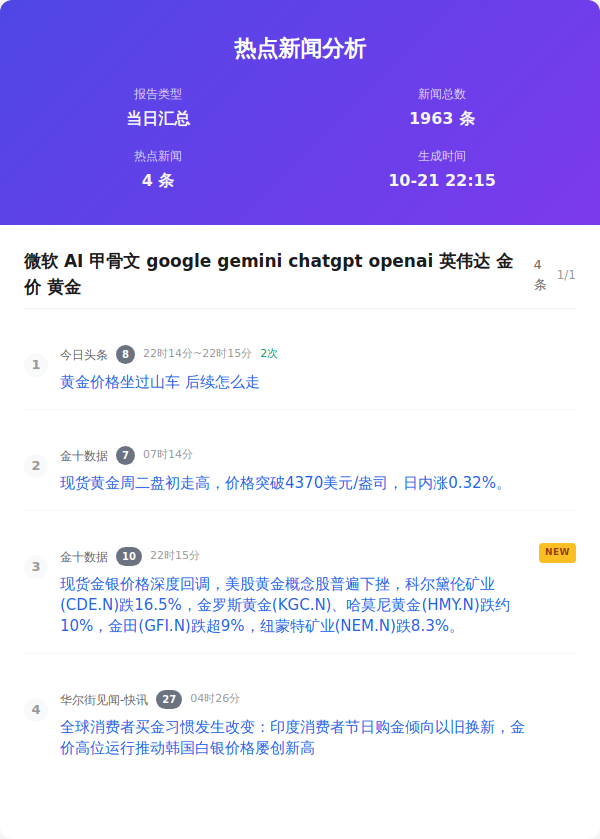 热点新闻分析
报告类型
新闻总数
当日汇总
1963 条
热点新闻
生成时间
4 条
10-21 22:15
微软 AI 甲骨文 google gemini chatgpt openai 英伟达 金
价 黄金
4
条
1/1
1
今日头条 8 22时14分~22时15分 2次
黄金价格坐过山车 后续怎么走
2
金十数据 7 07时14分
现货黄金周二盘初走高，价格突破4370美元/盎司，日内涨0.32%。
3
金十数据 10 22时15分
NEW
现货金银价格深度回调，美股黄金概念股普遍下挫，科尔黛伦矿业
(CDE.N)跌16.5%，金罗斯黄金(KGC.N)、哈莫尼黄金(HMY.N)跌约
10%，金田(GFI.N)跌超9%，纽蒙特矿业(NEM.N)跌8.3%。
4
华尔街见闻-快讯 27 04时26分
全球消费者买金习惯发生改变：印度消费者节日购金倾向以旧换新，金
价高位运行推动韩国白银价格屡创新高